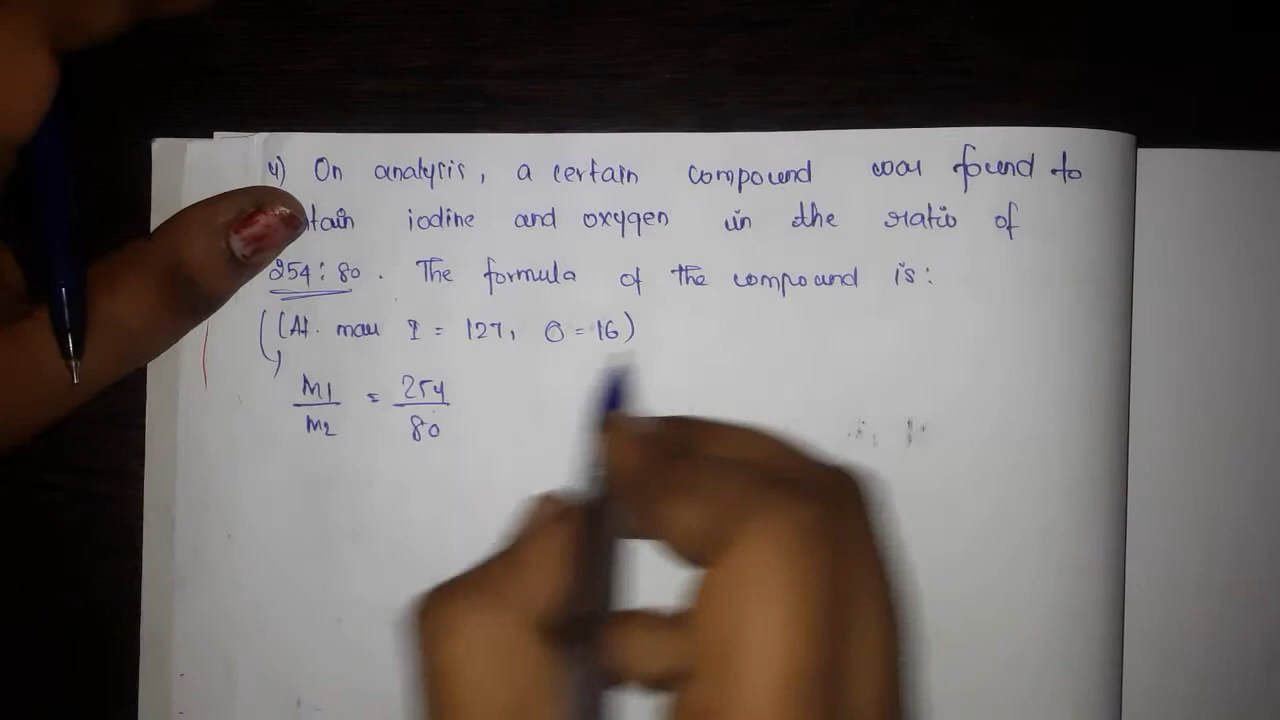 4) On analysis, a certain compound was found to
tain iodine and oxygen in the ratio of
254 : 80 . The formula of the compound is :
(At. mass I = 127, O = 16)
M1 = 254
M2 80